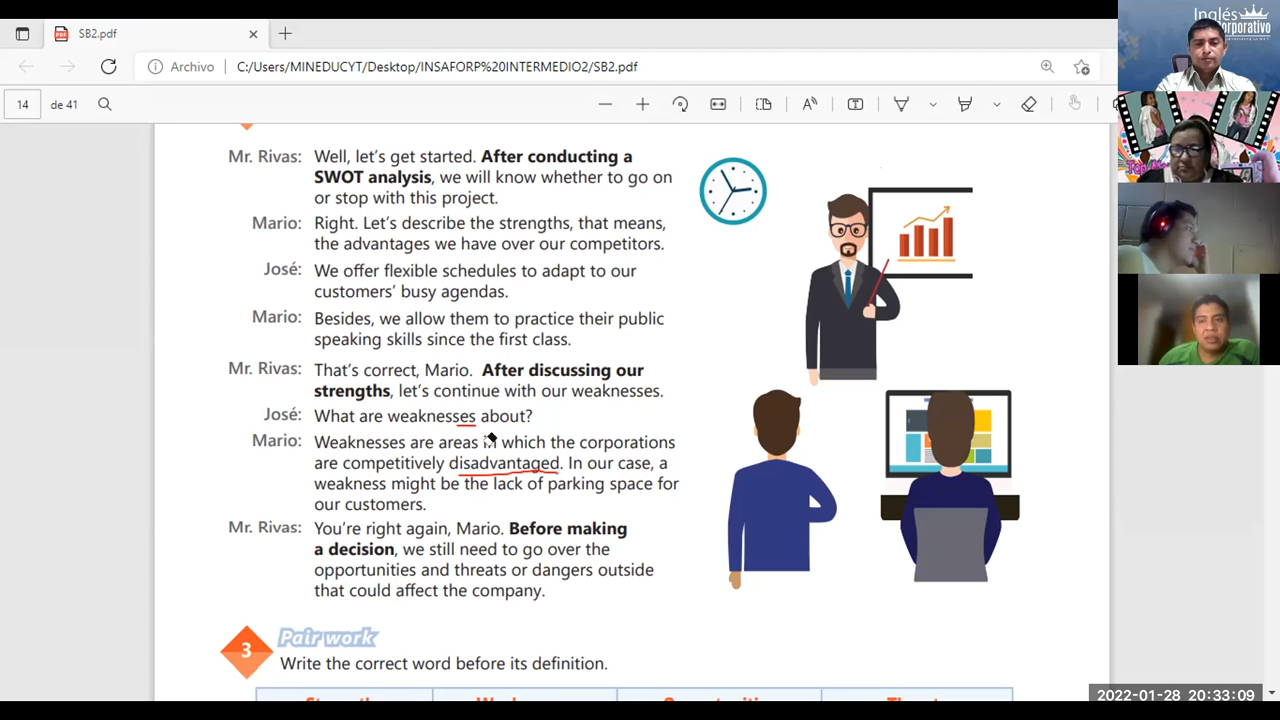 SB2.pdf
Inglés
Corporativo
Archivo
C:/Users/MINEDUCYT/Desktop/INSAFORP%20INTERMEDIO2/SB2.pdf
14
de 41
Mr. Rivas: Well, let's get started. After conducting a
SWOT analysis, we will know whether to go on
or stop with this project.
Mario: Right. Let's describe the strengths, that means,
the advantages we have over our competitors.
José: We offer flexible schedules to adapt to our
customers' busy agendas.
Mario: Besides, we allow them to practice their public
speaking skills since the first class.
Mr. Rivas: That's correct, Mario. After discussing our
strengths, let's continue with our weaknesses.
José: What are weaknesses about?
Mario: Weaknesses are areas in which the corporations
are competitively disadvantaged. In our case, a
weakness might be the lack of parking space for
our customers.
Mr. Rivas: You're right again, Mario. Before making
a decision, we still need to go over the
opportunities and threats or dangers outside
that could affect the company.
3
Pair work
Write the correct word before its definition.
2022-01-28 20:33:09